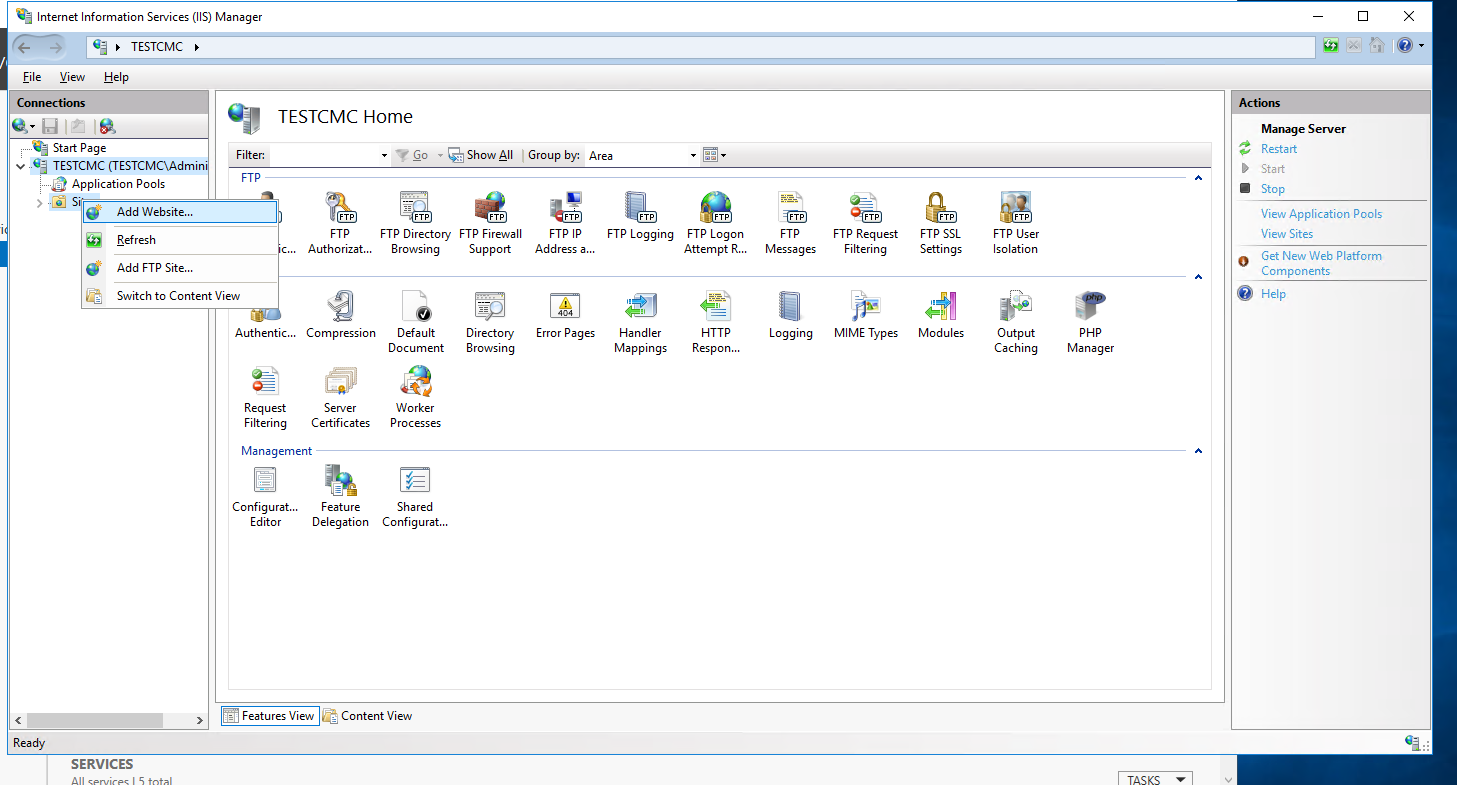 Internet Information Services (IIS) Manager
TESTCMC
File View Help
Connections
Start Page
TESTCMC (TESTCMC\Admini
Application Pools
Si
Add Website...
Refresh
Add FTP Site...
Switch to Content View
TESTCMC Home
Filter: Go Show All Group by: Area
FTP
FTP
Authorizat...
FTP Directory
Browsing
FTP Firewall
Support
FTP IP
Address a...
FTP Logging
FTP Logon
Attempt R...
FTP
Messages
FTP Request
Filtering
FTP SSL
Settings
FTP User
Isolation
ic...
Authentic...
Compression
Default
Document
Directory
Browsing
404
Error Pages
Handler
Mappings
HTTP
Respon...
Logging
MIME Types
Modules
Output
Caching
php
PHP
Manager
Request
Filtering
Server
Certificates
Worker
Processes
Management
Configurat...
Editor
Feature
Delegation
Shared
Configurat...
Features View
Content View
Actions
Manage Server
Restart
Start
Stop
View Application Pools
View Sites
Get New Web Platform
Components
Help
Ready
SERVICES
All services | 5 total
TASKS